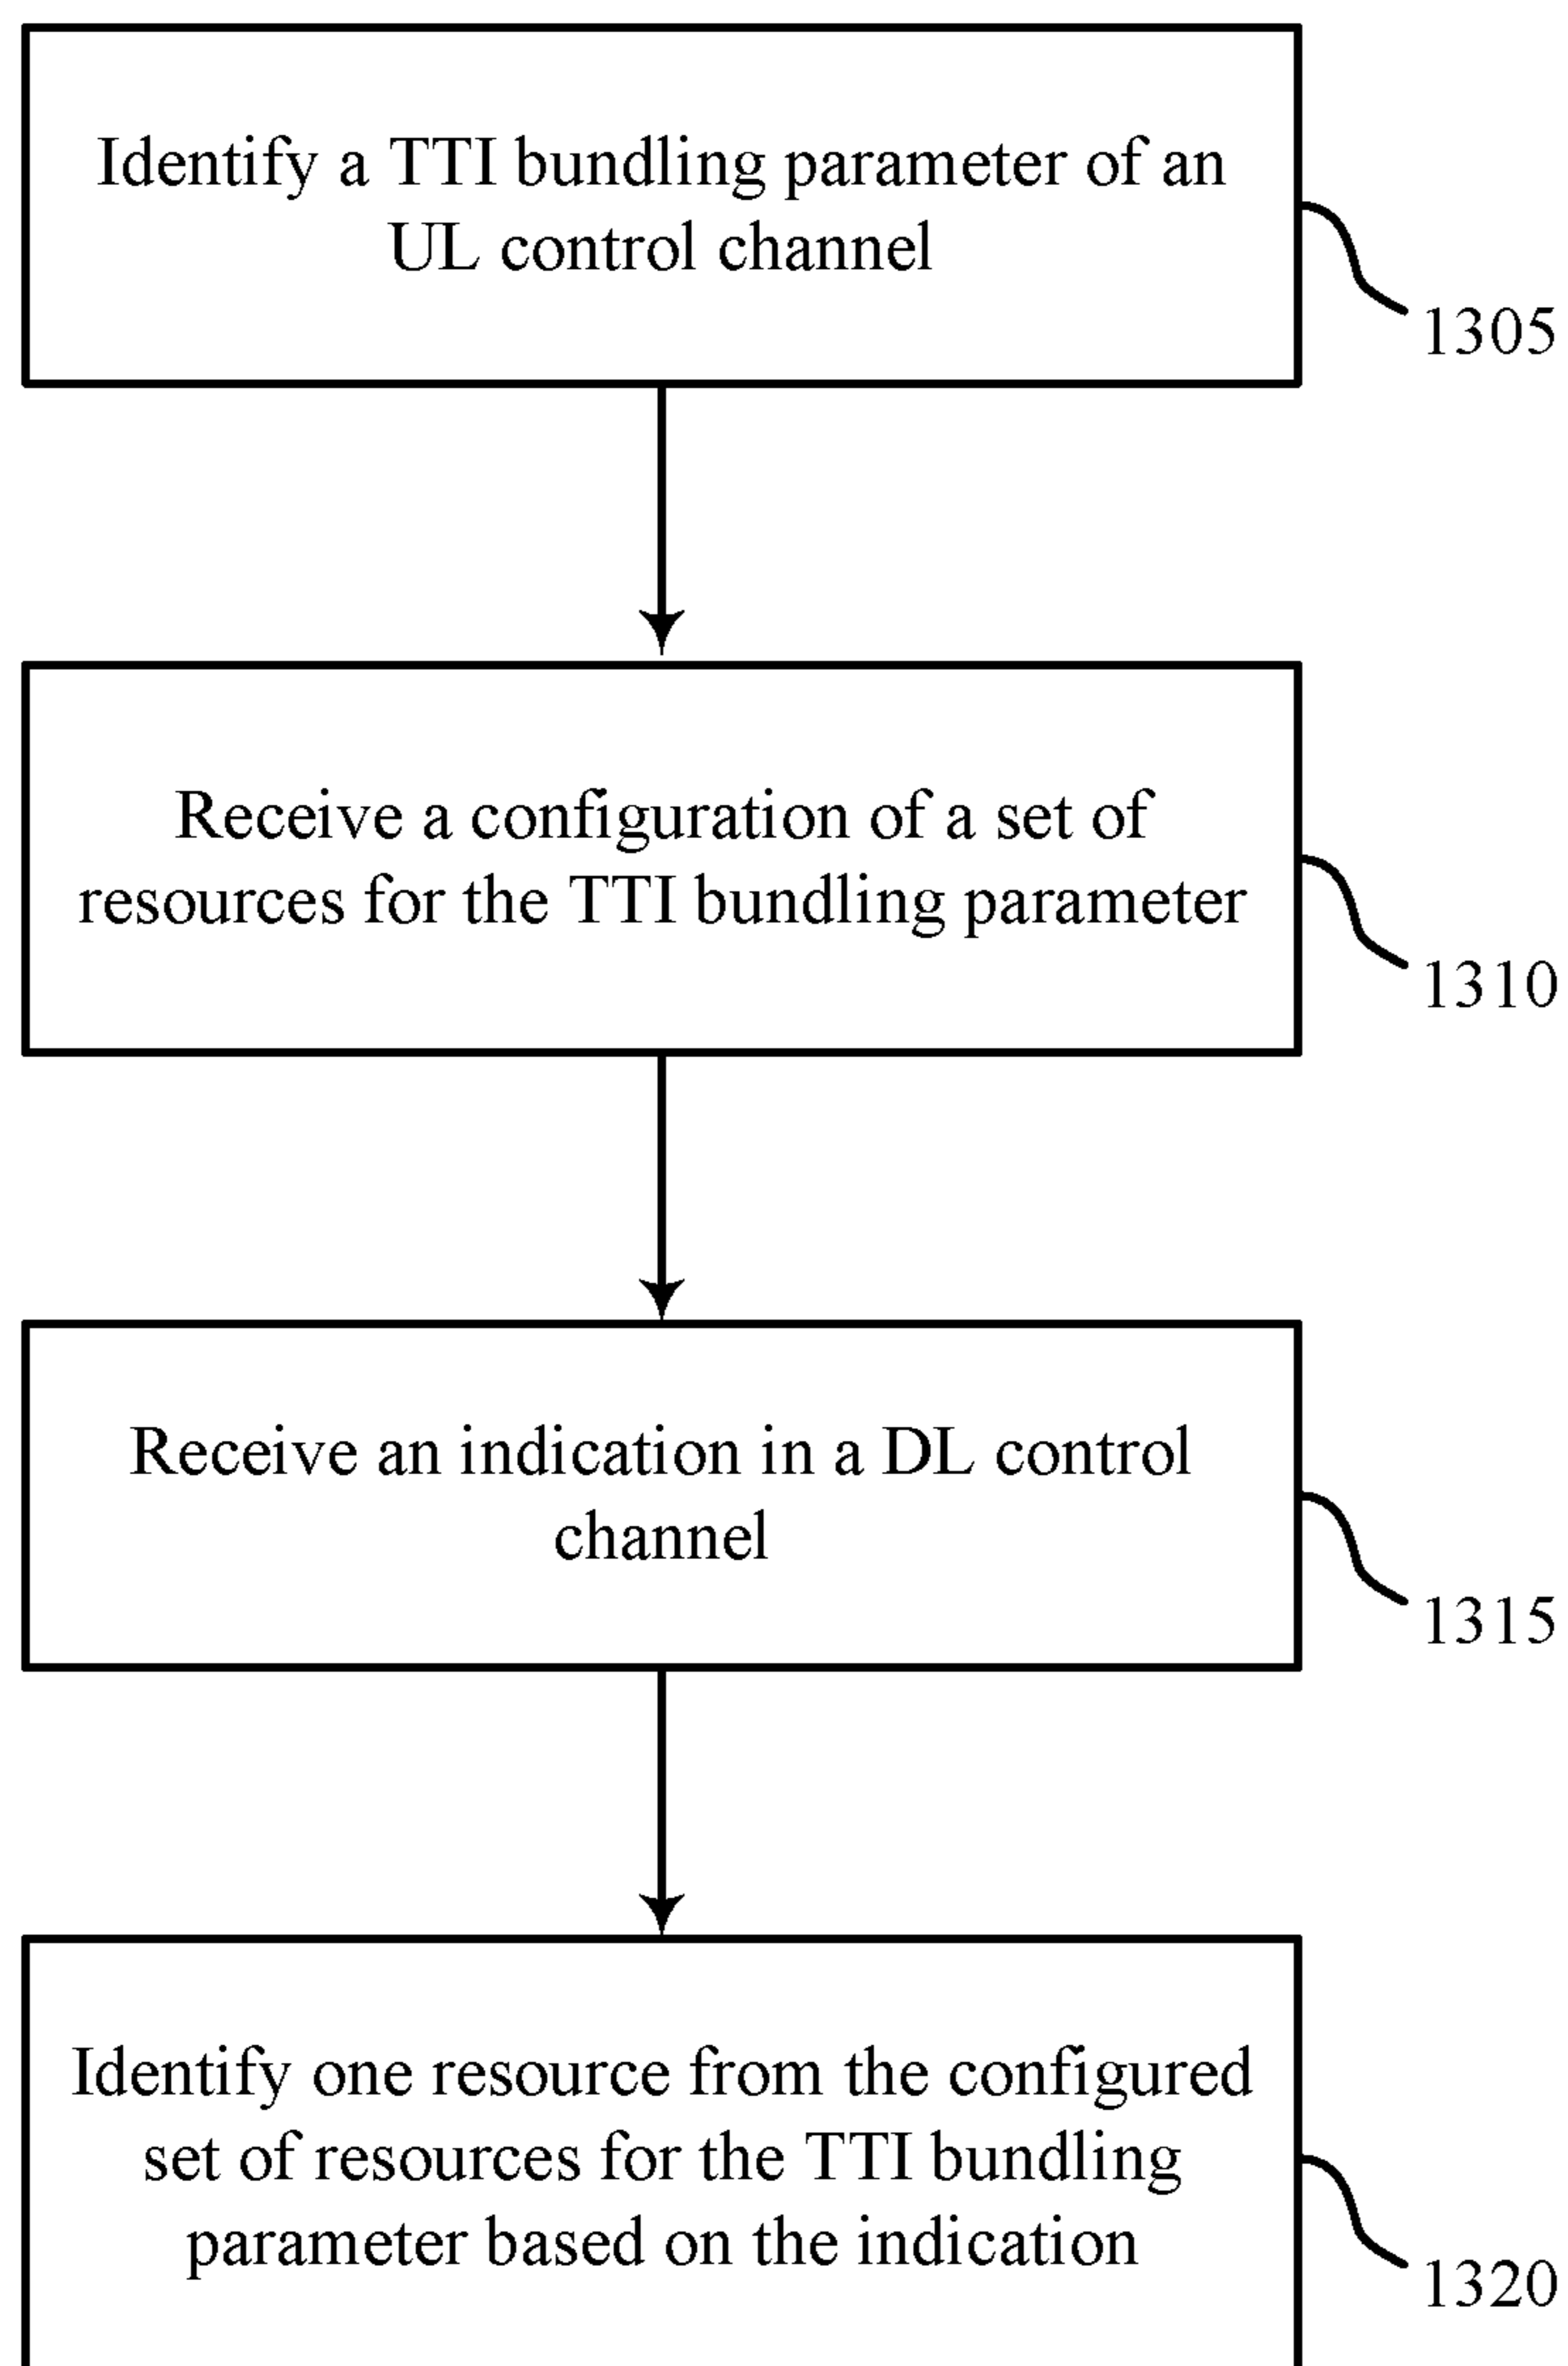 Identify a TTI bundling parameter of an
UL control channel
1305
Receive a configuration of a set of
resources for the TTI bundling parameter
1310
Receive an indication in a DL control
channel
1315
Identify one resource from the configured
set of resources for the TTI bundling
parameter based on the indication
1320